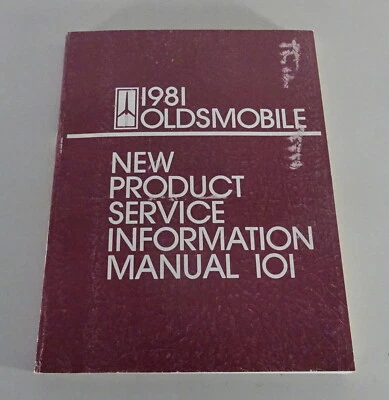 1981
OLDSMOBILE
NEW
PRODUCT
SERVICE
INFORMATION
MANUAL 101